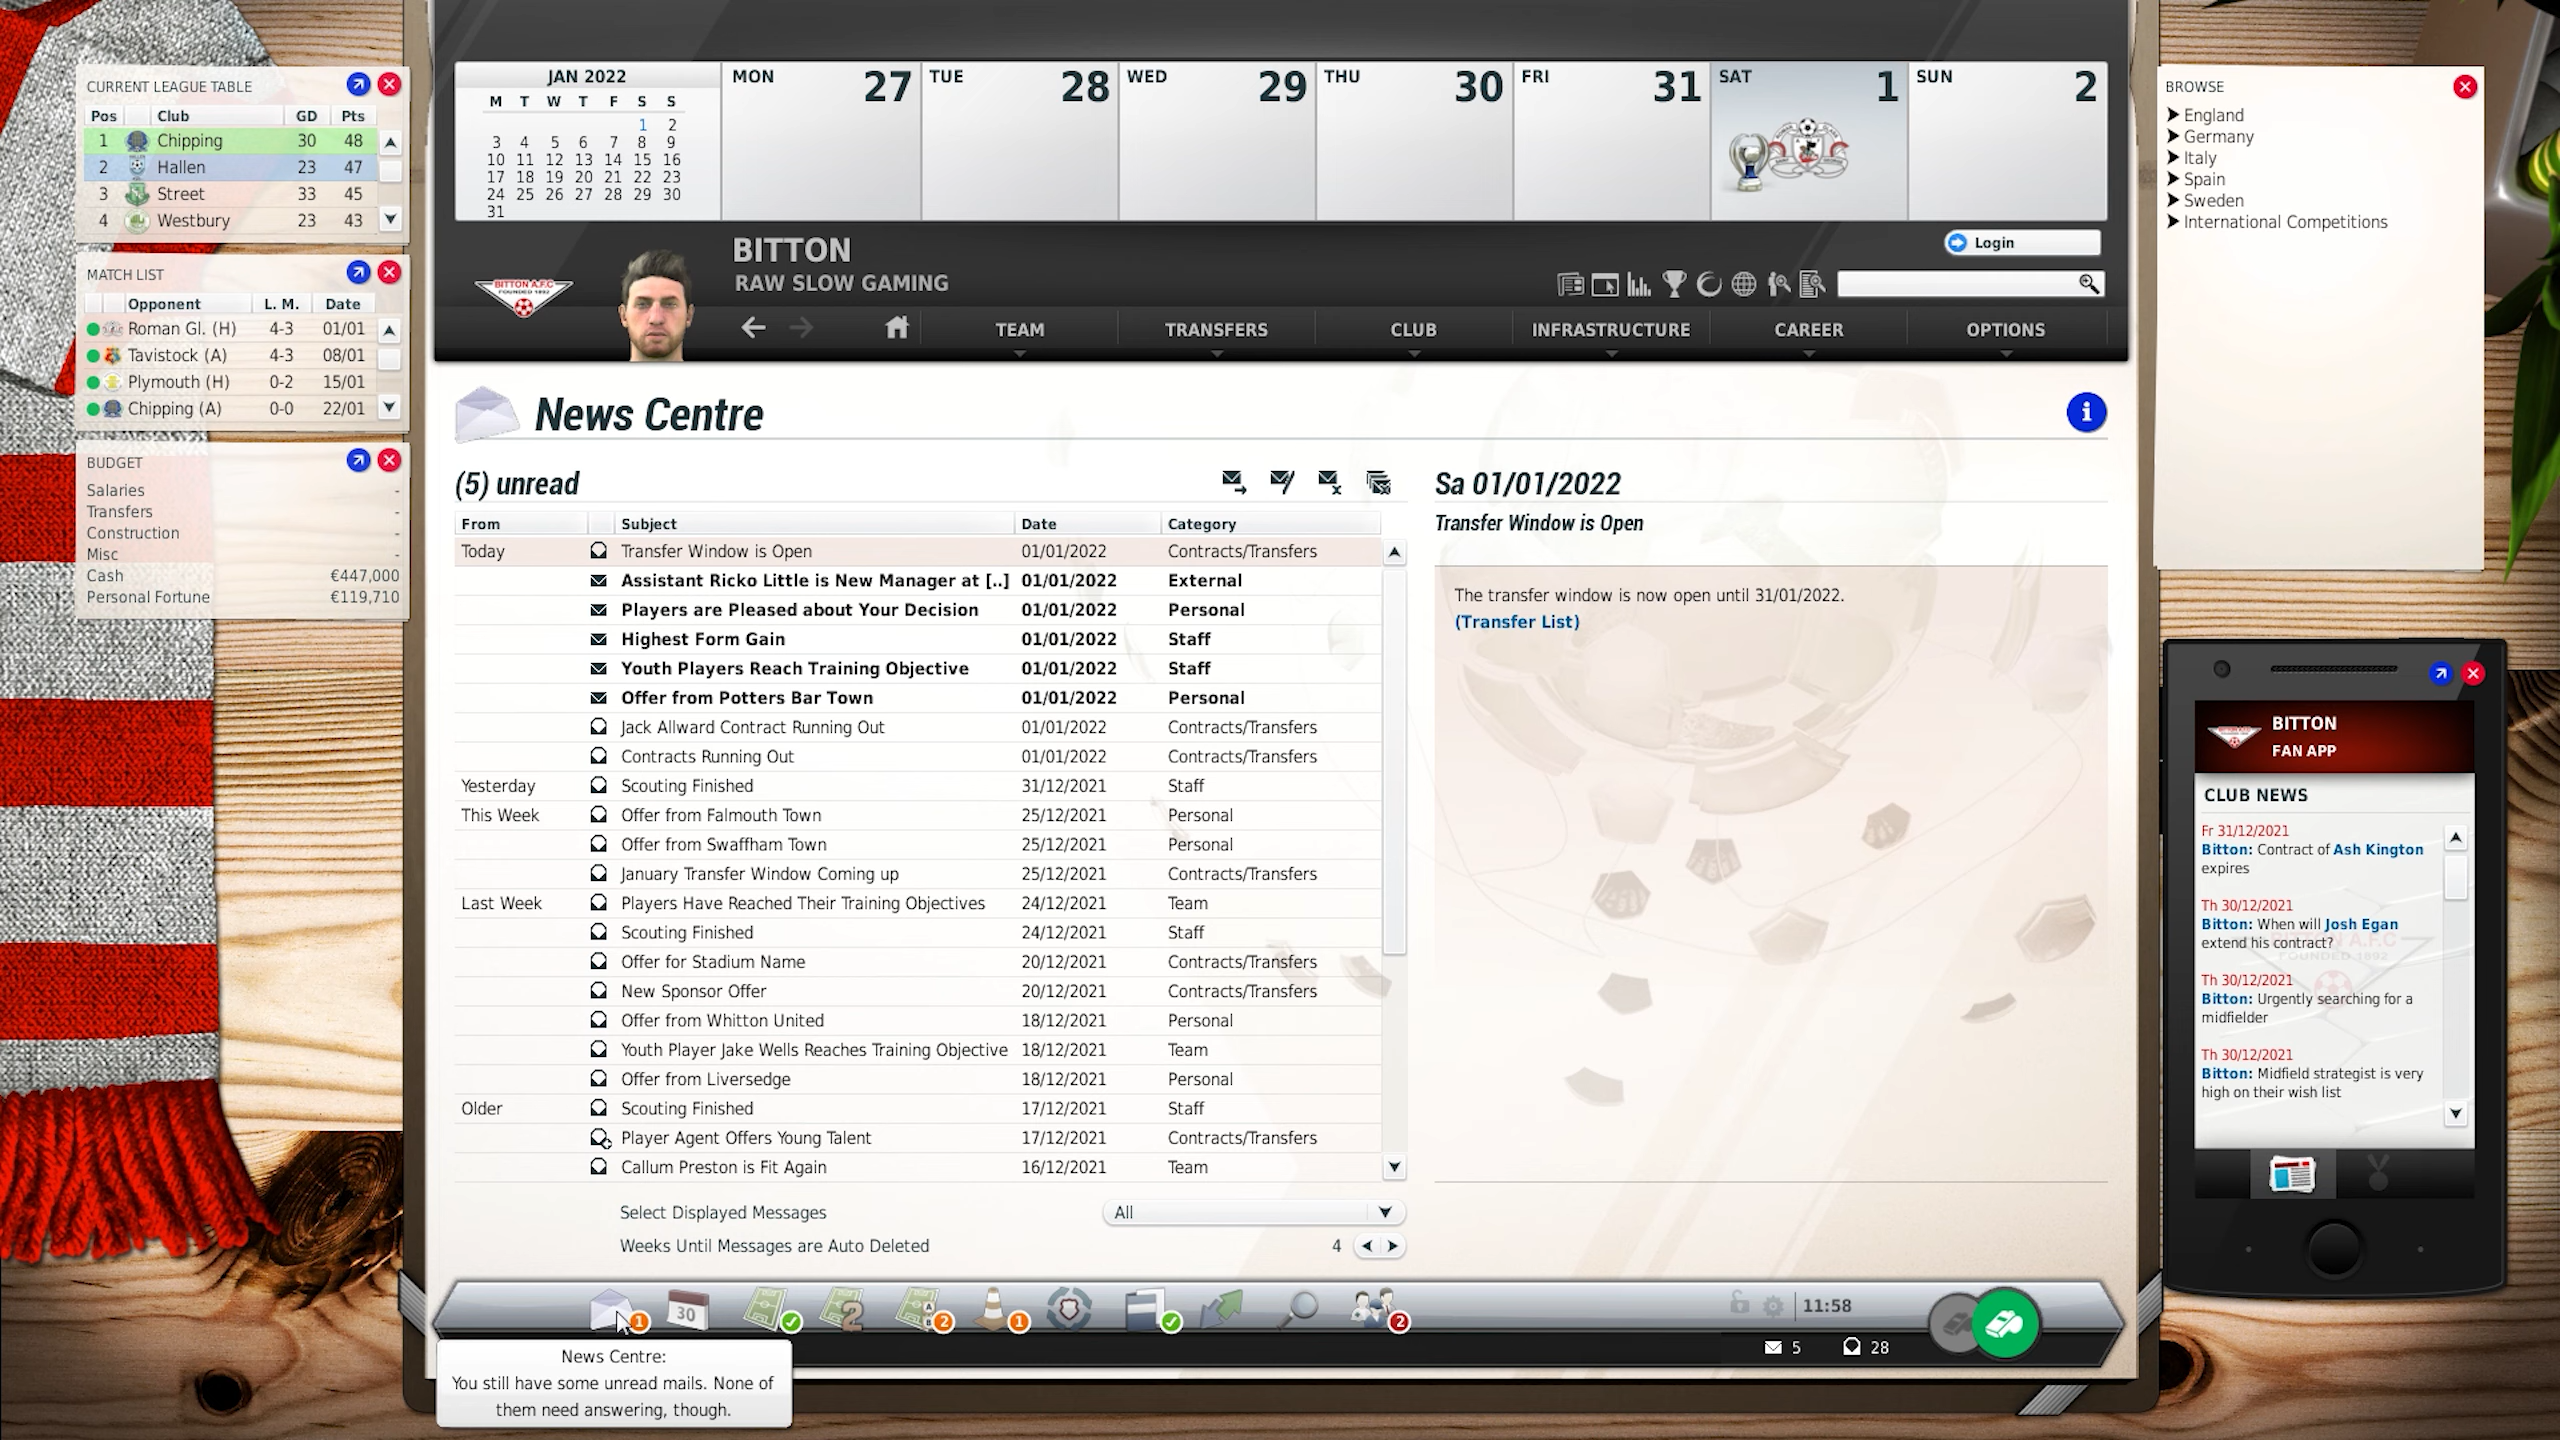 CURRENT LEAGUE TABLE
Pos Club GD Pts
1 Chipping 30 48
2 Hallen 23 47
3 Street 33 45
4 Westbury 23 43
MATCH LIST
Opponent L. M. Date
Roman Gl. (H) 4-3 01/01
Tavistock (A) 4-3 08/01
Plymouth (H) 0-2 15/01
Chipping (A) 0-0 22/01
BUDGET
Salaries -
Transfers -
Construction -
Misc -
Cash €447,000
Personal Fortune €119,710
JAN 2022
M T W T F S S
1 2
3 4 5 6 7 8 9
10 11 12 13 14 15 16
17 18 19 20 21 22 23
24 25 26 27 28 29 30
31
MON 27
TUE 28
WED 29
THU 30
FRI 31
SAT 1
SUN 2
BITTON A.F.C
FOUNDED 1892
BITTON
RAW SLOW GAMING
Login
TEAM TRANSFERS CLUB INFRASTRUCTURE CAREER OPTIONS
News Centre
(5) unread
From Subject Date Category
Today Transfer Window is Open 01/01/2022 Contracts/Transfers
Assistant Ricko Little is New Manager at [..] 01/01/2022 External
Players are Pleased about Your Decision 01/01/2022 Personal
Highest Form Gain 01/01/2022 Staff
Youth Players Reach Training Objective 01/01/2022 Staff
Offer from Potters Bar Town 01/01/2022 Personal
Jack Allward Contract Running Out 01/01/2022 Contracts/Transfers
Contracts Running Out 01/01/2022 Contracts/Transfers
Yesterday Scouting Finished 31/12/2021 Staff
This Week Offer from Falmouth Town 25/12/2021 Personal
Offer from Swaffham Town 25/12/2021 Personal
January Transfer Window Coming up 25/12/2021 Contracts/Transfers
Last Week Players Have Reached Their Training Objectives 24/12/2021 Team
Scouting Finished 24/12/2021 Staff
Offer for Stadium Name 20/12/2021 Contracts/Transfers
New Sponsor Offer 20/12/2021 Contracts/Transfers
Offer from Whitton United 18/12/2021 Personal
Youth Player Jake Wells Reaches Training Objective 18/12/2021 Team
Offer from Liversedge 18/12/2021 Personal
Older Scouting Finished 17/12/2021 Staff
Player Agent Offers Young Talent 17/12/2021 Contracts/Transfers
Callum Preston is Fit Again 16/12/2021 Team
Select Displayed Messages All
Weeks Until Messages are Auto Deleted 4
Sa 01/01/2022
Transfer Window is Open
The transfer window is now open until 31/01/2022.
(Transfer List)
1 30 2 A B 2 1 2
11:58
5 28
News Centre:
You still have some unread mails. None of
them need answering, though.
BROWSE
England
Germany
Italy
Spain
Sweden
International Competitions
BITTON
FAN APP
CLUB NEWS
Fr 31/12/2021
Bitton: Contract of Ash Kington
expires
Th 30/12/2021
Bitton: When will Josh Egan
extend his contract?
Th 30/12/2021
Bitton: Urgently searching for a
midfielder
Th 30/12/2021
Bitton: Midfield strategist is very
high on their wish list